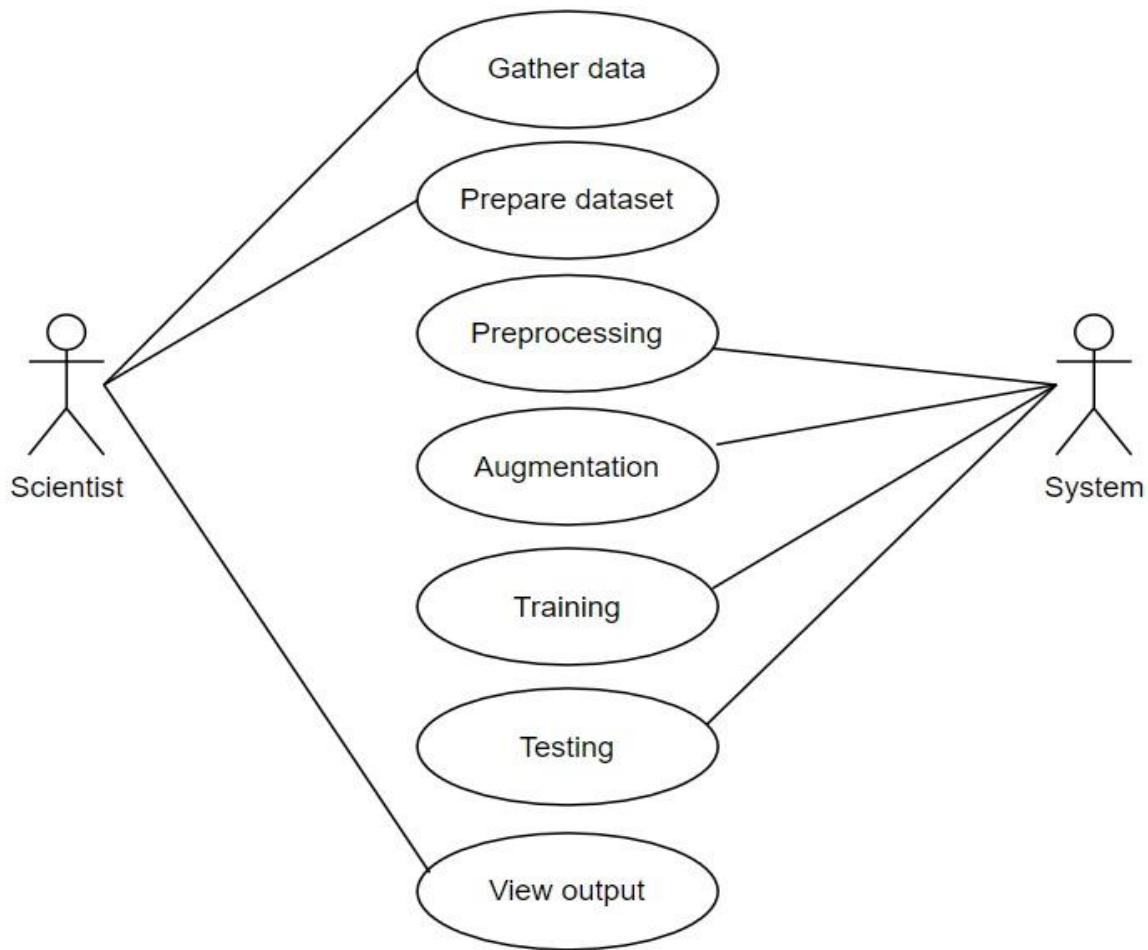 Gather data
Prepare dataset
Preprocessing
Augmentation
Scientist
System
Training
Testing
View output